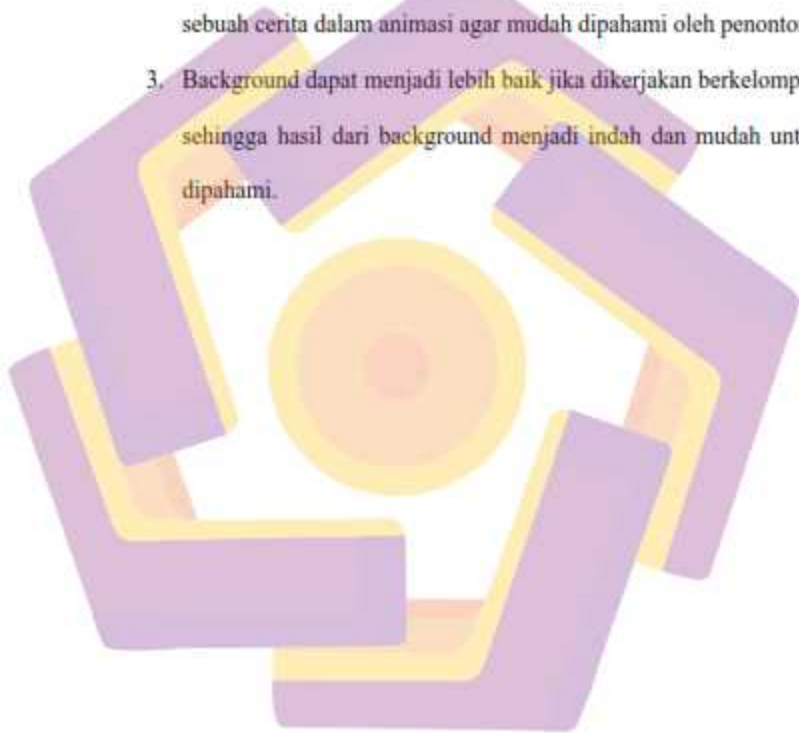 sebuah cerita dalam animasi agar mudah dipahami oleh penonton
3. Background dapat menjadi lebih baik jika dikerjakan berkelomp
sehingga hasil dari background menjadi indah dan mudah unt
dipahami.